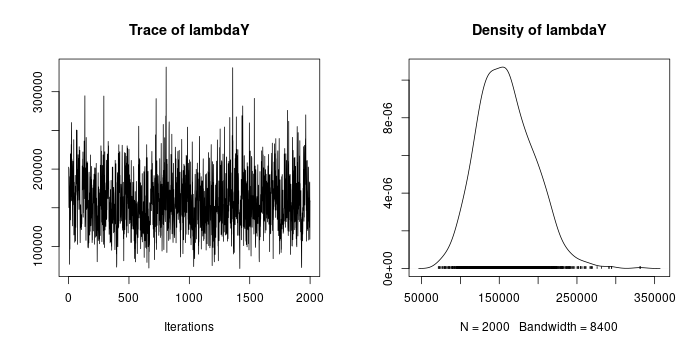 Trace of lambdaY
300000
200000
100000
0 500 1000 1500 2000
Iterations
Density of lambdaY
8e-06
4e-06
0e+00
50000 150000 250000 350000
N = 2000 Bandwidth = 8400